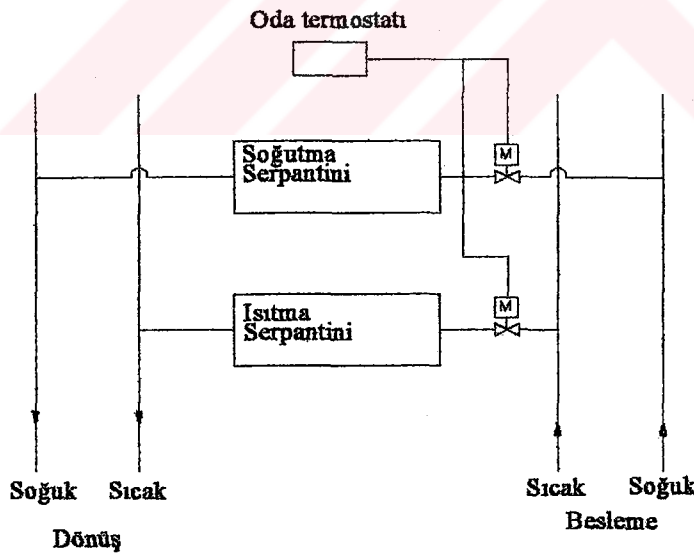 Oda termostatı
M
Soğutma
Serpantini
M
Isıtma
Serpantini
Soğuk Sıcak
Sıcak Soğuk
Dönüş
Besleme